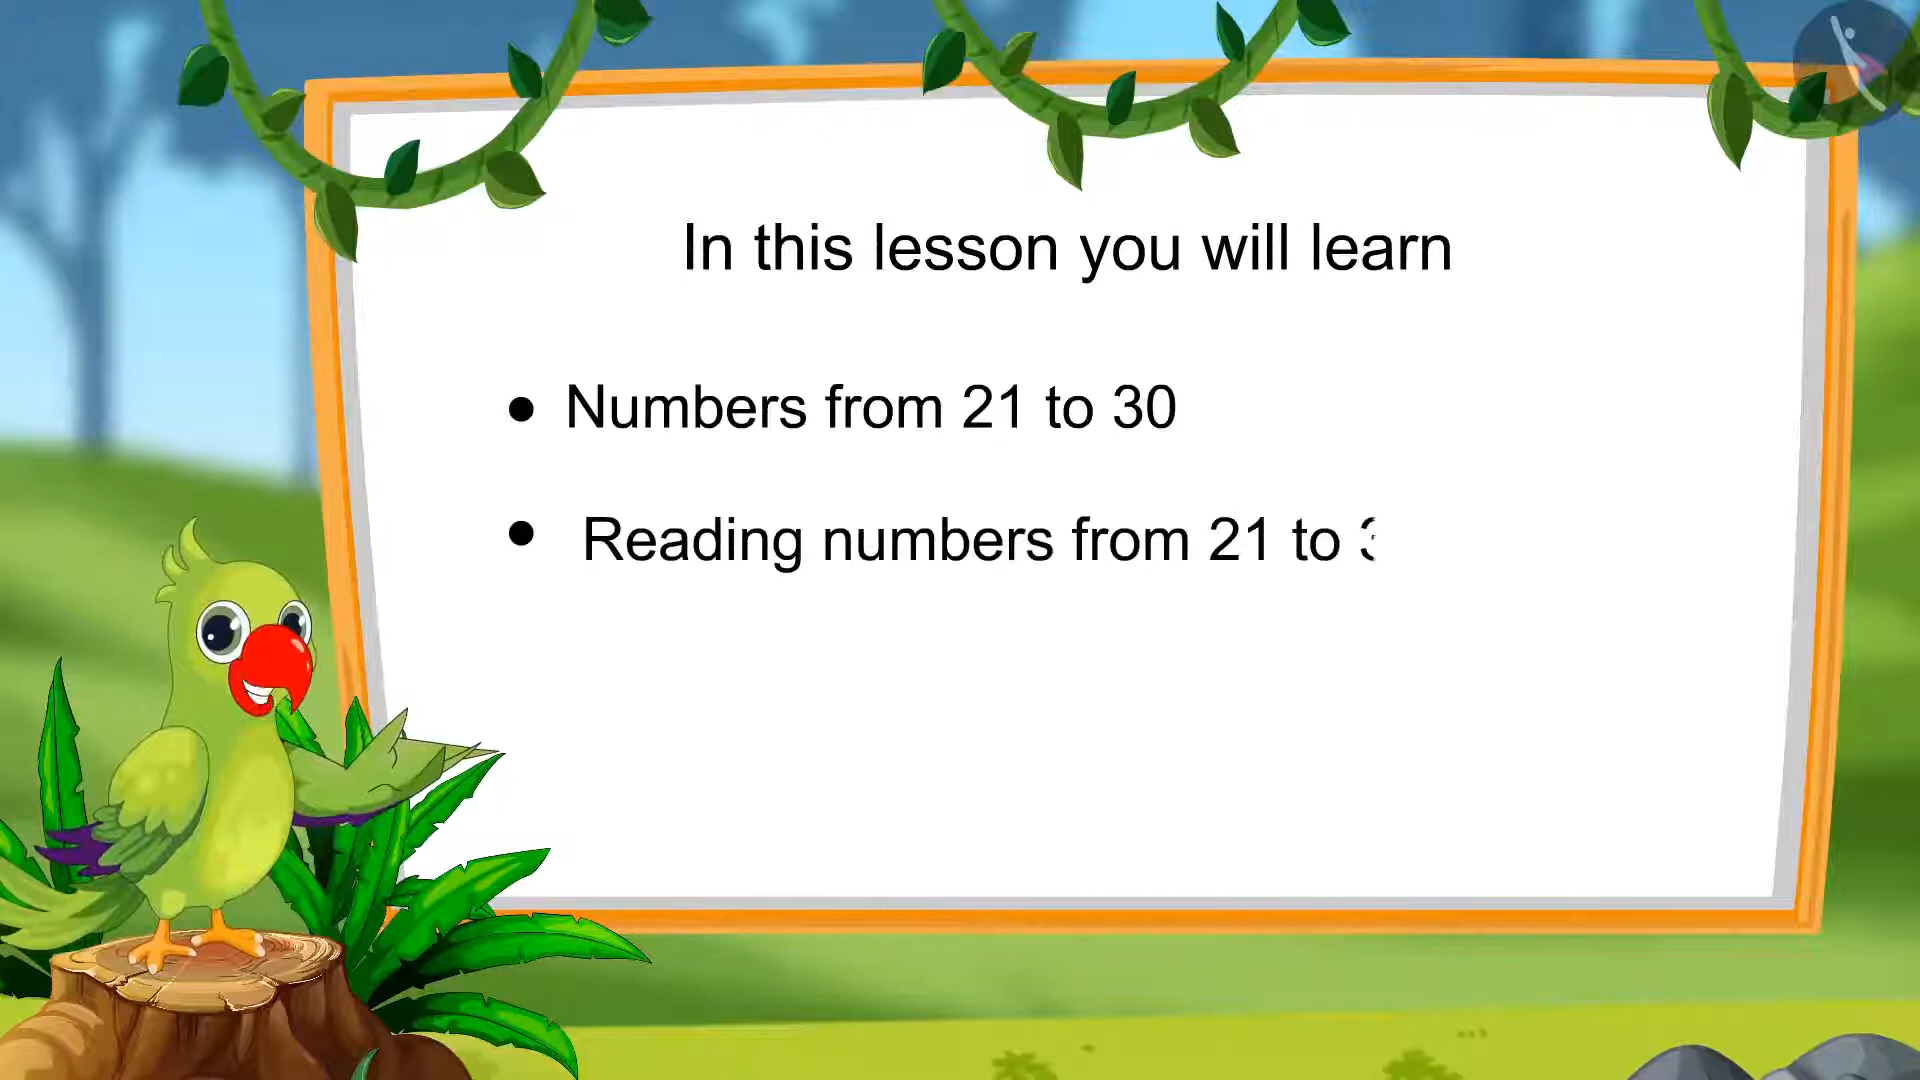 In this lesson you will learn
• Numbers from 21 to 30
• Reading numbers from 21 to